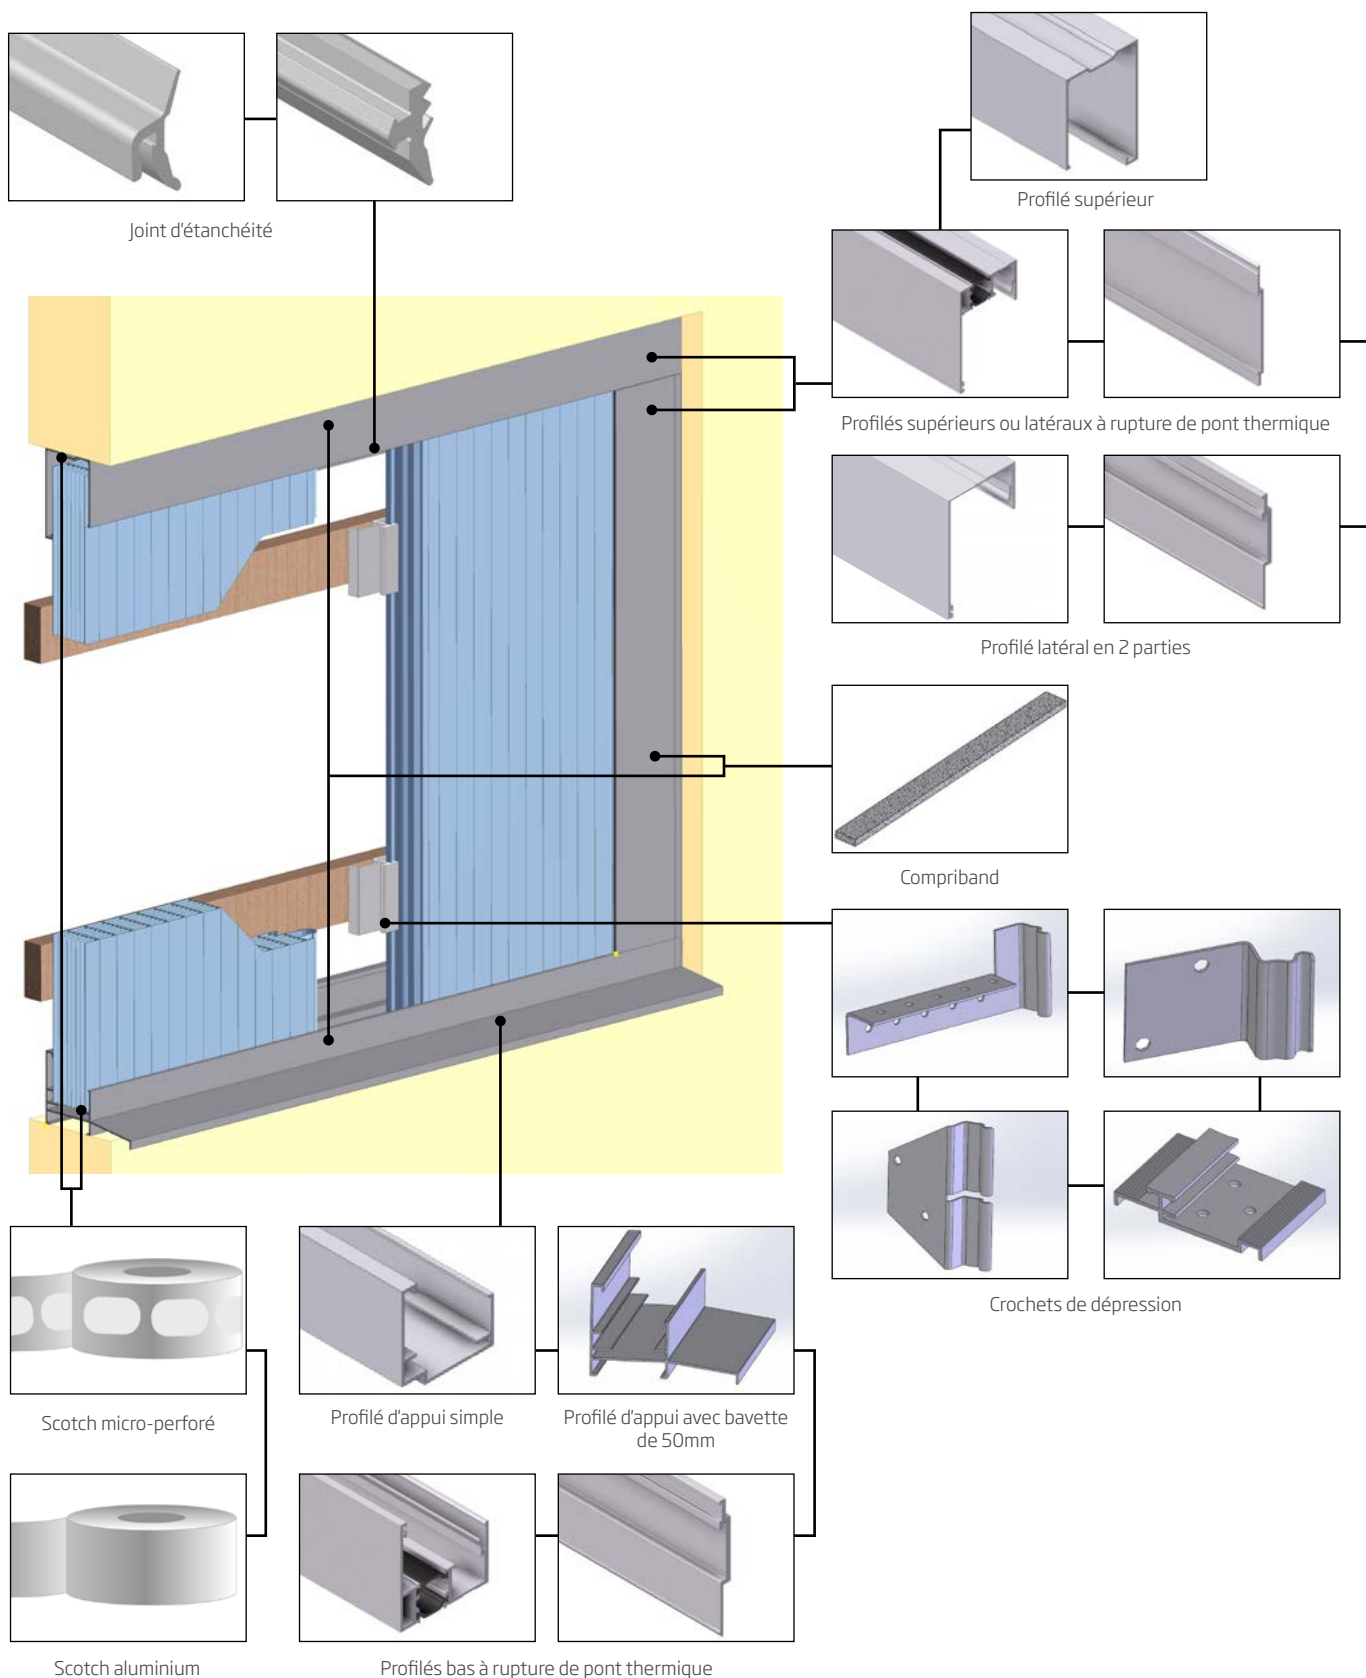 Joint d'étanchéité
Profilé supérieur
Profilés supérieurs ou latéraux à rupture de pont thermique
Profilé latéral en 2 parties
Compriband
Crochets de dépression
Scotch micro-perforé
Profilé d'appui simple
Profilé d'appui avec bavette
de 50mm
Scotch aluminium
Profilés bas à rupture de pont thermique